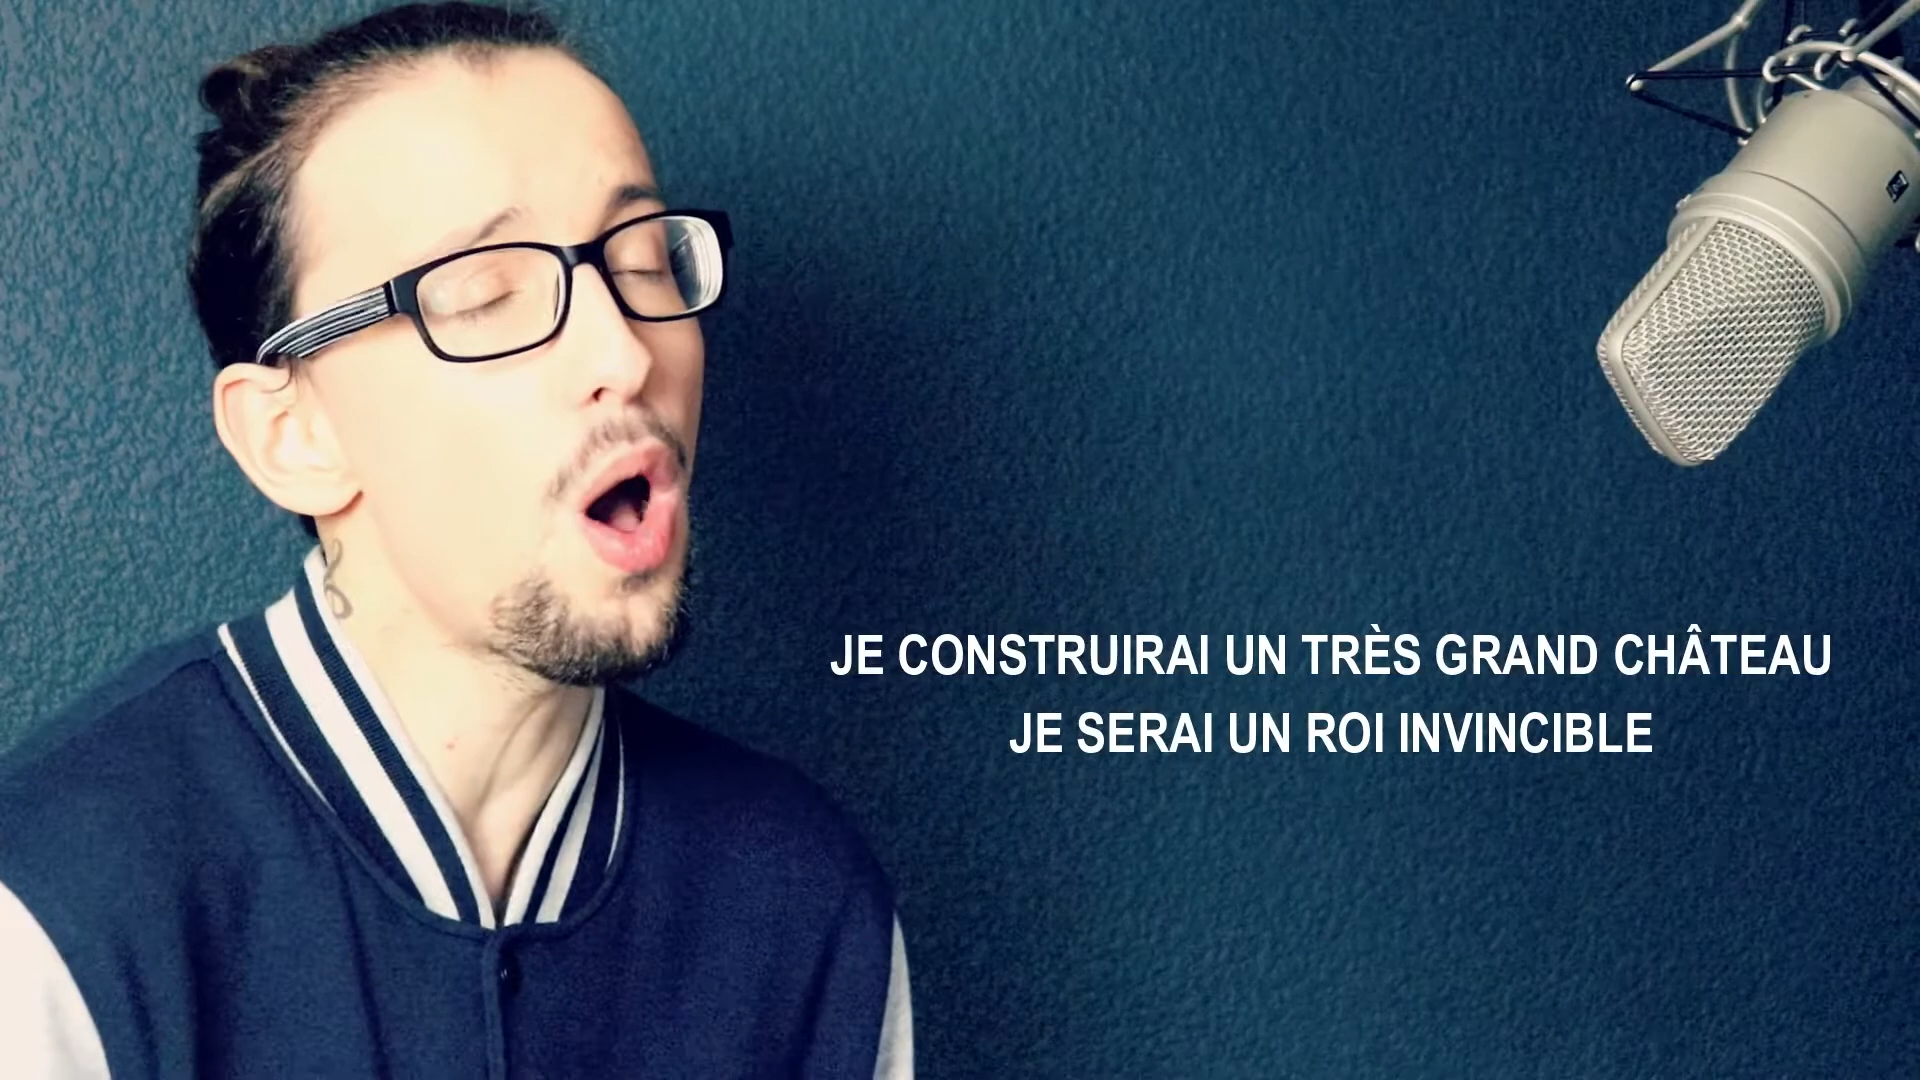 JE CONSTRUIRAI UN TRÈS GRAND CHÂTEAU
JE SERAI UN ROI INVINCIBLE